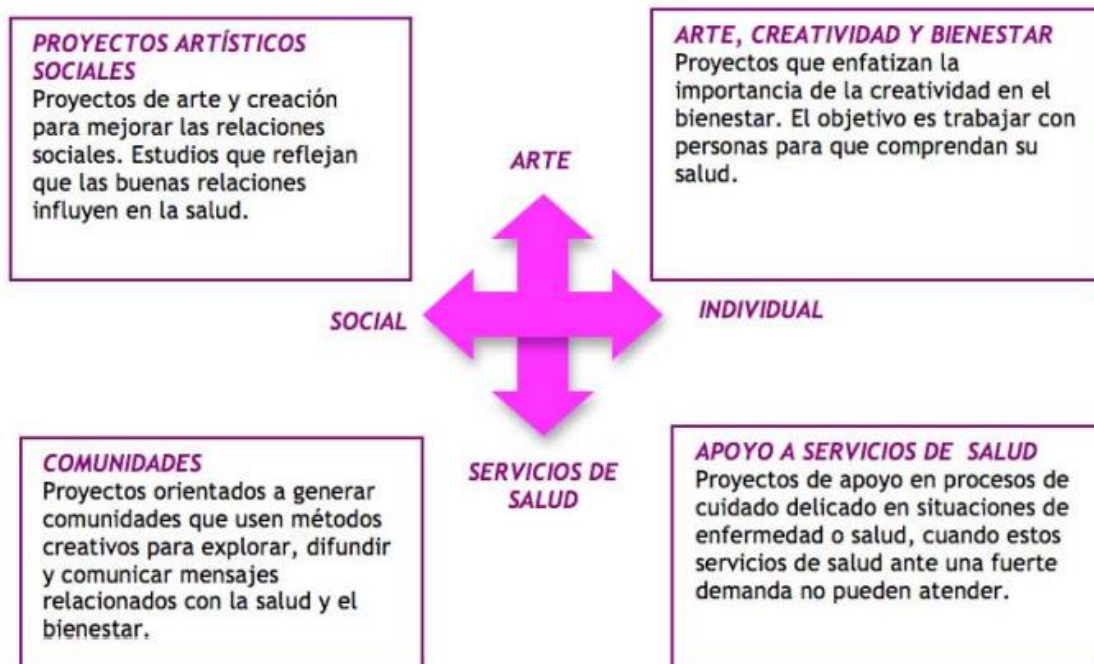 PROYECTOS ARTÍSTICOS
SOCIALES
Proyectos de arte y creación
para mejorar las relaciones
sociales. Estudios que reflejan
que las buenas relaciones
influyen en la salud.
ARTE, CREATIVIDAD Y BIENESTAR
Proyectos que enfatizan la
importancia de la creatividad en el
bienestar. El objetivo es trabajar con
personas para que comprendan su
salud.
ARTE
SOCIAL
INDIVIDUAL
SERVICIOS DE
SALUD
COMUNIDADES
Proyectos orientados a generar
comunidades que usen métodos
creativos para explorar, difundir
y comunicar mensajes
relacionados con la salud y el
bienestar.
APOYO A SERVICIOS DE SALUD
Proyectos de apoyo en procesos de
cuidado delicado en situaciones de
enfermedad o salud, cuando estos
servicios de salud ante una fuerte
demanda no pueden atender.